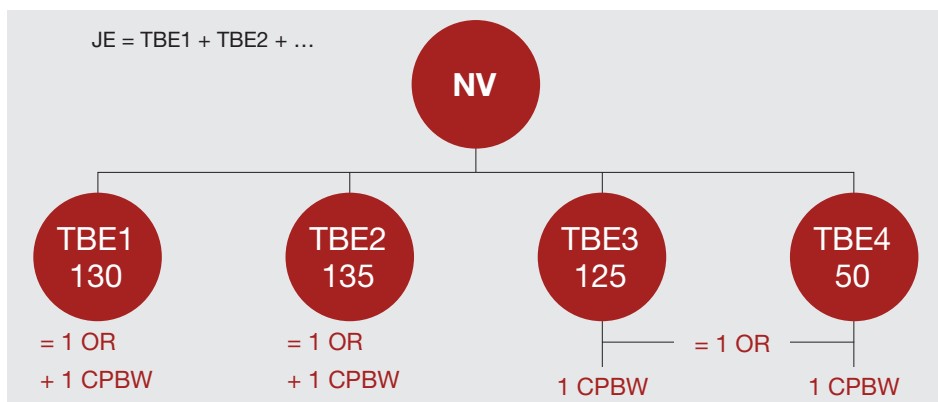 JE = TBE1 + TBE2 + …
NV
TBE1
130
TBE2
135
TBE3
125
TBE4
50
= 1 OR
+ 1 CPBW
= 1 OR
+ 1 CPBW
= 1 OR
1 CPBW
1 CPBW